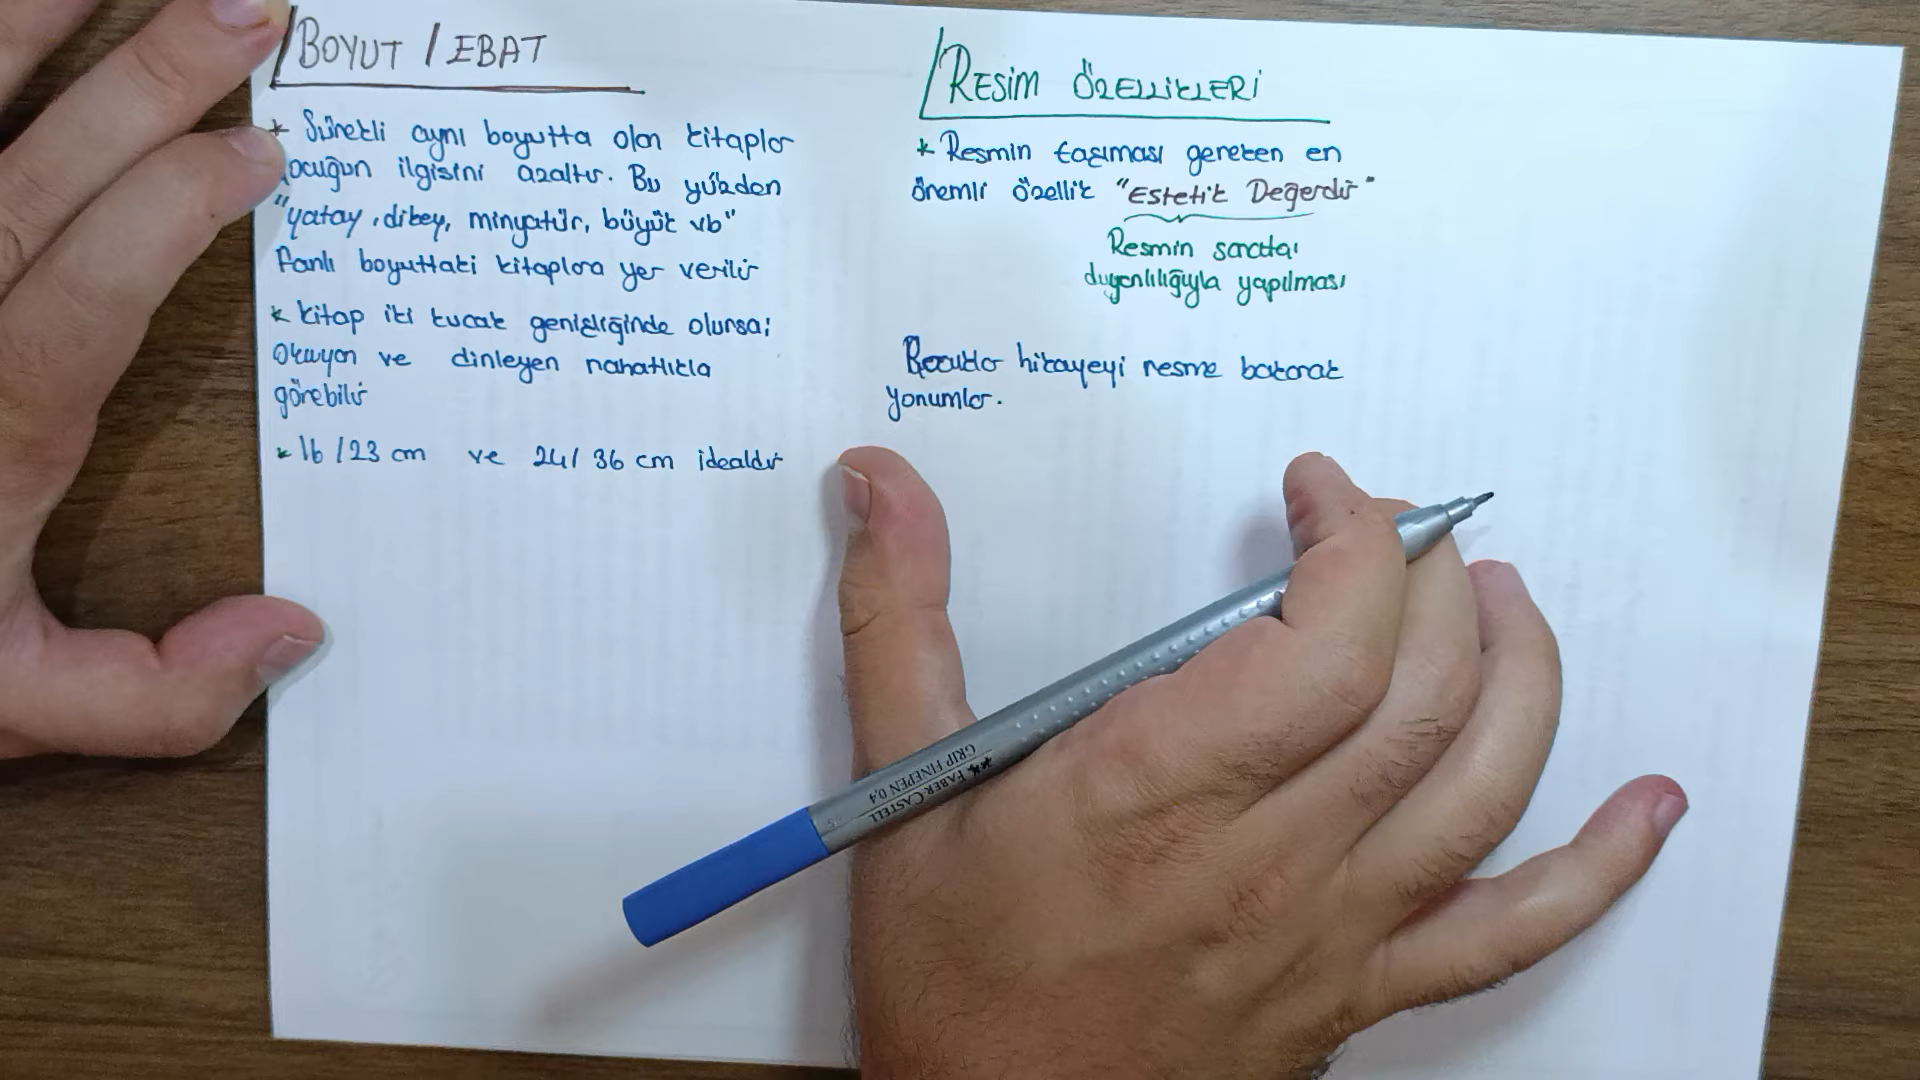 BOYUT / EBAT
* Sürekli aynı boyutta olan kitaplar
çocuğun ilgisini azaltır. Bu yüzden
"yatay, dikey, minyatür, büyük vb"
farklı boyuttaki kitaplara yer verilir
* Kitap iki kucak genişliğinde olursa;
Okuyan ve dinleyen rahatlıkla
görebilir
* 16 / 23 cm ve 24 / 36 cm idealdir
RESİM ÖZELLİKLERİ
* Resmin taşıması gereken en
önemli özellik "Estetik Değerdir"
Resmin sanatçı
duyarlılığıyla yapılması
hikayeyi resme bakarak
yorumlar.
FABER-CASTELL
GRIP FINEPEN 0,4